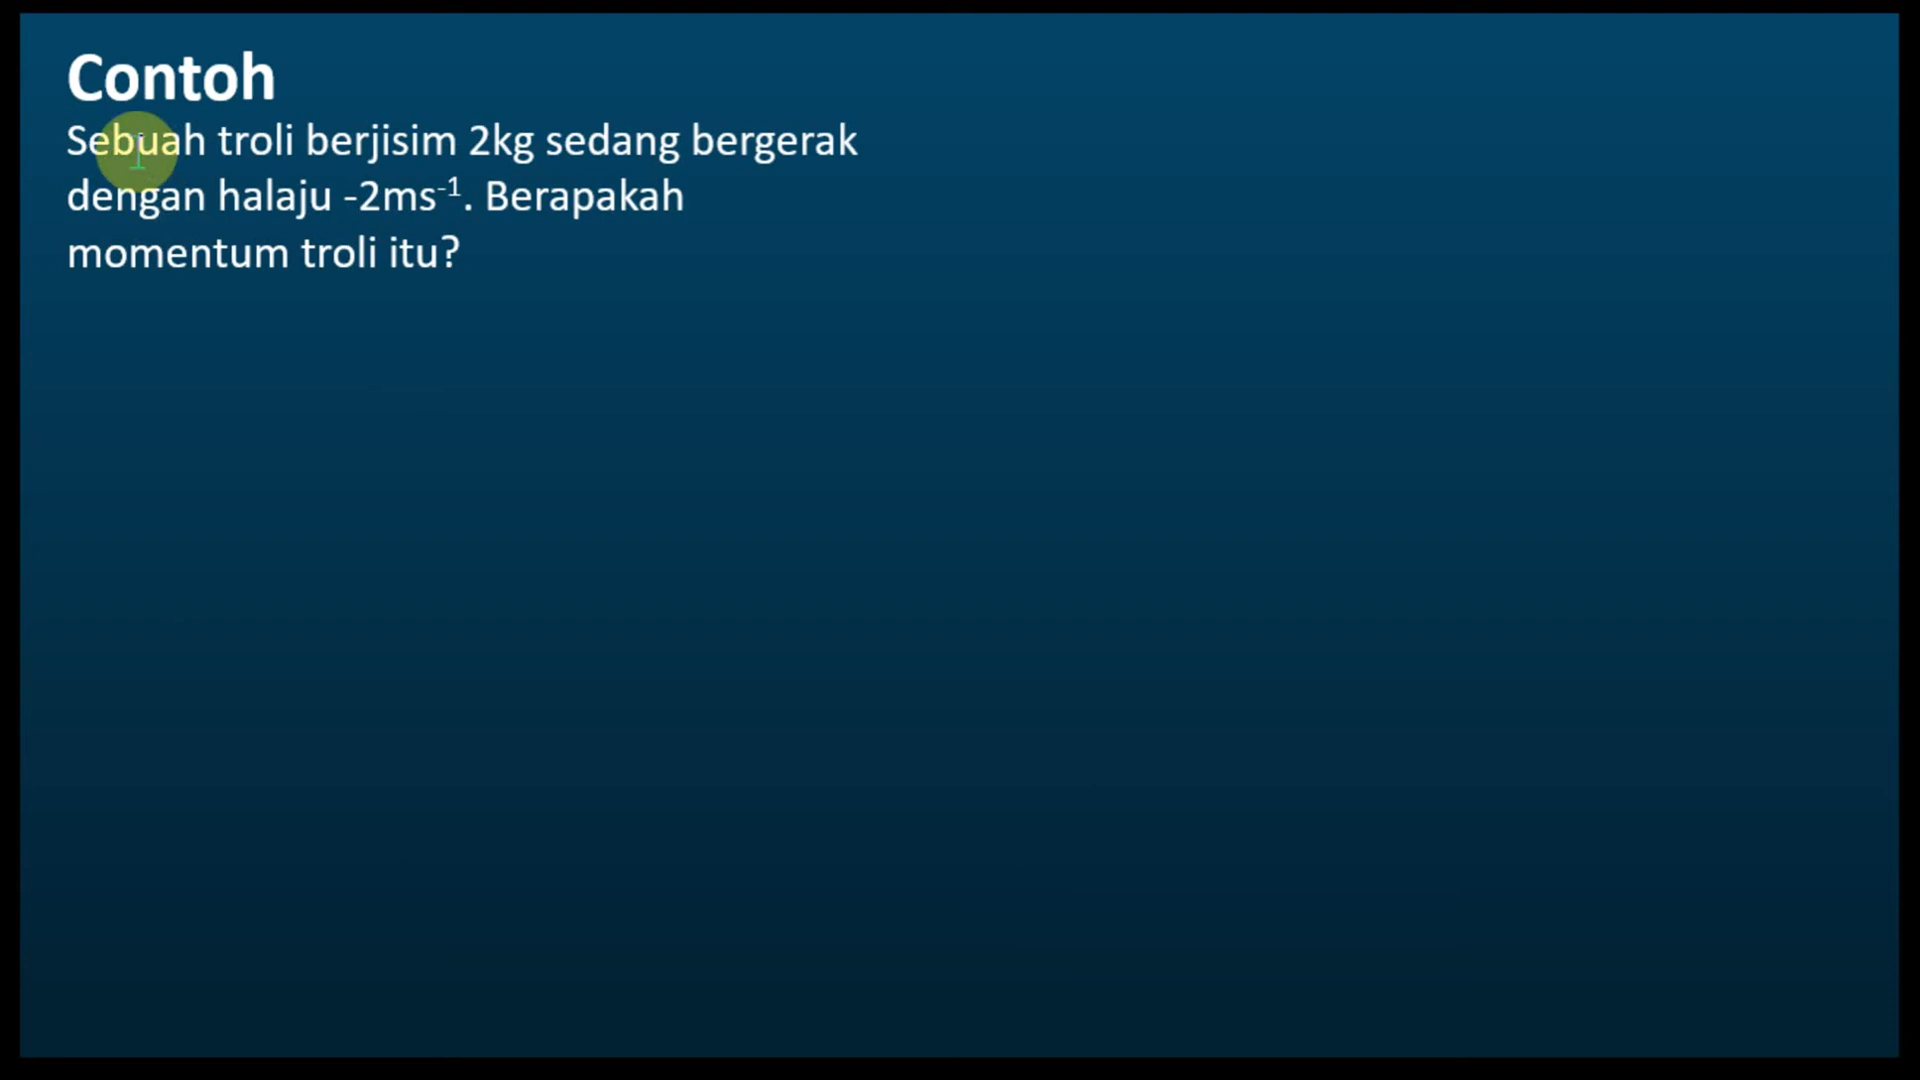 Contoh
Sebuah troli berjisim 2kg sedang bergerak
dengan halaju -2ms⁻¹. Berapakah
momentum troli itu?